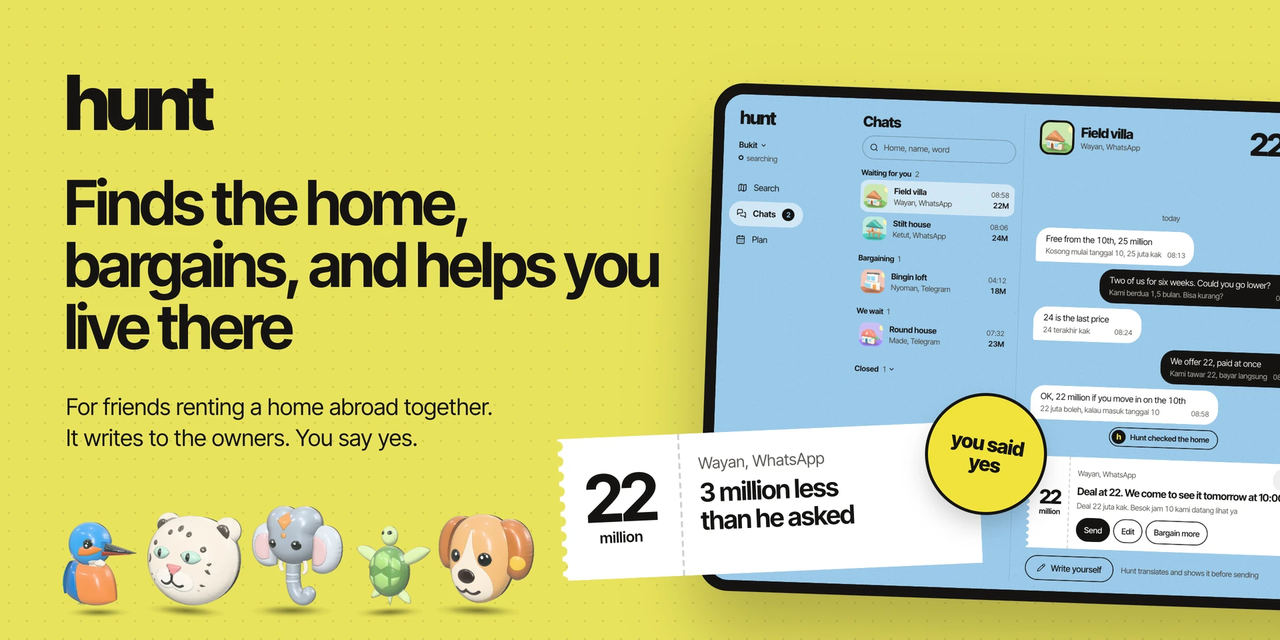 hunt
Finds the home,
bargains, and helps you
live there
For friends renting a home abroad together.
It writes to the owners. You say yes.
22
million
Wayan, WhatsApp
3 million less
than he asked
you said
yes
hunt
Bukit
searching
Search
Chats 2
Plan
Chats
Home, name, word
Waiting for you 2
Field villa 08:58
Wayan, WhatsApp 22M
Stilt house 08:06
Ketut, WhatsApp 24M
Bargaining 1
Bingin loft 04:12
Nyoman, Telegram 18M
We wait 1
Round house 07:32
Made, Telegram 23M
Closed 1
Field villa
Wayan, WhatsApp
22
today
Free from the 10th, 25 million
Kosong mulai tanggal 10, 25 juta kak 08:13
Two of us for six weeks. Could you go lower?
Kami berdua 1,5 bulan. Bisa kurang?
24 is the last price
24 terakhir kak 08:24
We offer 22, paid at once
Kami tawar 22, bayar langsung
OK, 22 million if you move in on the 10th
22 juta boleh, kalau masuk tanggal 10 08:58
h Hunt checked the home
22
million
Wayan, WhatsApp
Deal at 22. We come to see it tomorrow at 10:00
Deal 22 juta kak. Besok jam 10 kami datang lihat ya
Send Edit Bargain more
Write yourself
Hunt translates and shows it before sending